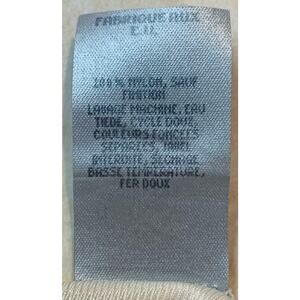 FABRIQUE AUX
E.U.
100 % NYLON, SAUF
FINITION
LAVAGE MACHINE, EAU
TIEDE, CYCLE DOUX,
COULEURS FONCEES
SEPAREES, JAVEL
INTERDITE, SECHAGE
BASSE TEMPERATURE,
FER DOUX